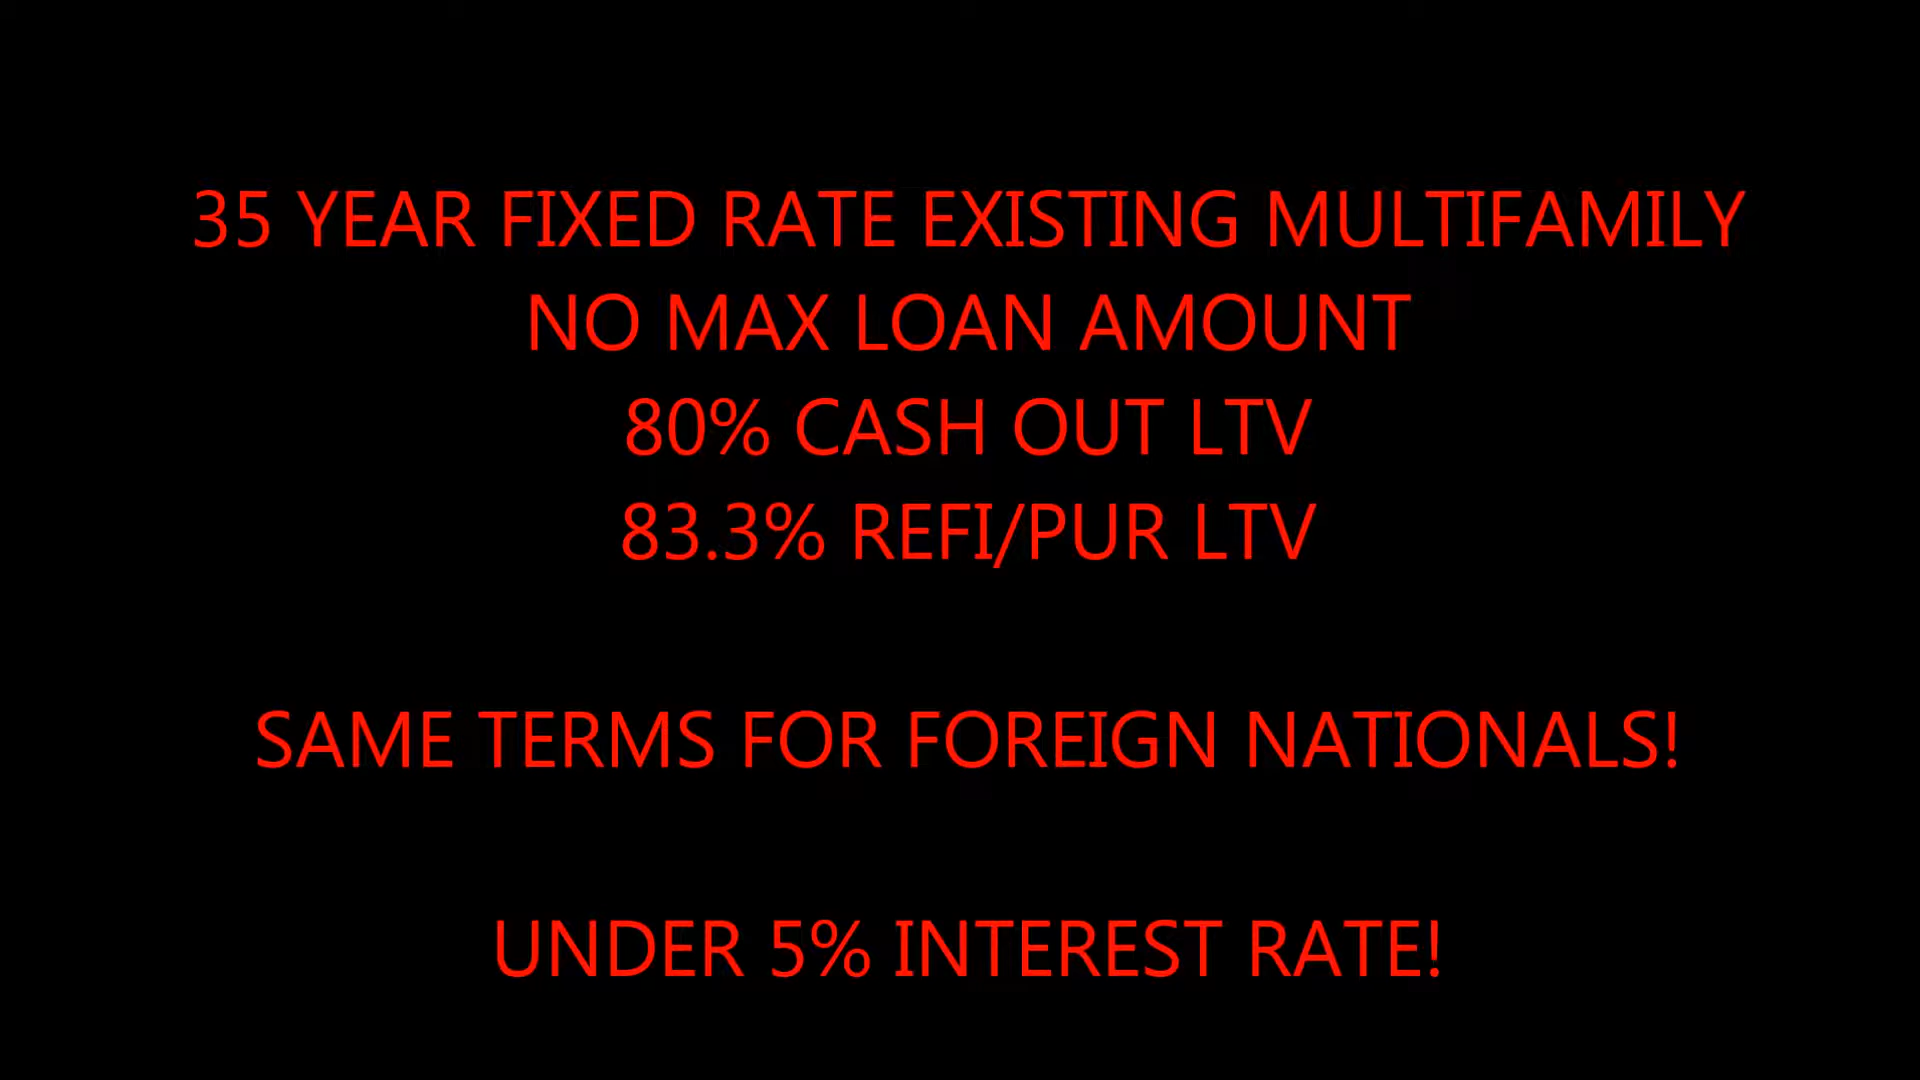 35 YEAR FIXED RATE EXISTING MULTIFAMILY
NO MAX LOAN AMOUNT
80% CASH OUT LTV
83.3% REFI/PUR LTV
SAME TERMS FOR FOREIGN NATIONALS!
UNDER 5% INTEREST RATE!